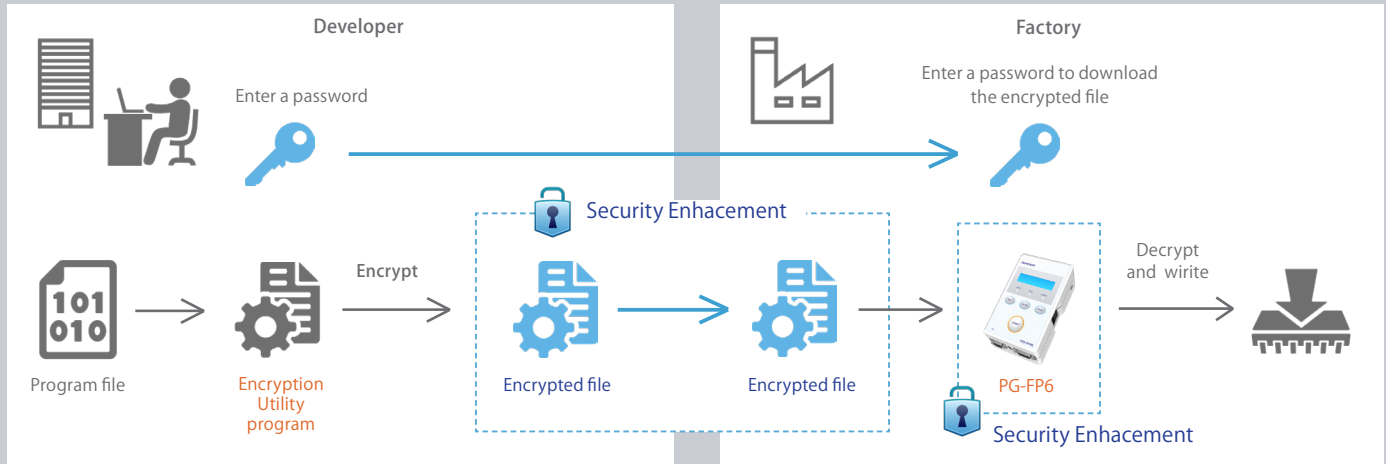 Developer
Factory
Enter a password
Enter a password to download
the encrypted file
Security Enhacement
Encrypt
Decrypt
and wirite
101
010
Program file
Encryption
Utility
program
Encrypted file
Encrypted file
PG-FP6
Security Enhacement